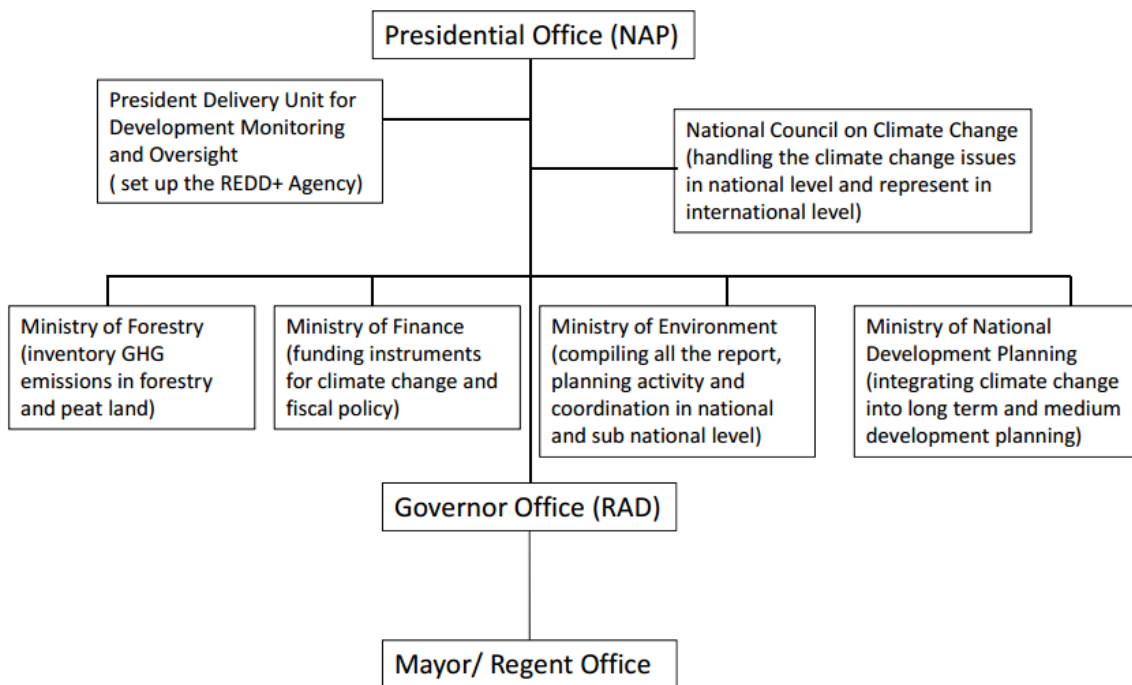 Presidential Office (NAP)
President Delivery Unit for
Development Monitoring
and Oversight
( set up the REDD+ Agency)
National Council on Climate Change
(handling the climate change issues
in national level and represent in
international level)
Ministry of Forestry
(inventory GHG
emissions in forestry
and peat land)
Ministry of Finance
(funding instruments
for climate change and
fiscal policy)
Ministry of Environment
(compiling all the report,
planning activity and
coordination in national
and sub national level)
Ministry of National
Development Planning
(integrating climate change
into long term and medium
development planning)
Governor Office (RAD)
Mayor/ Regent Office